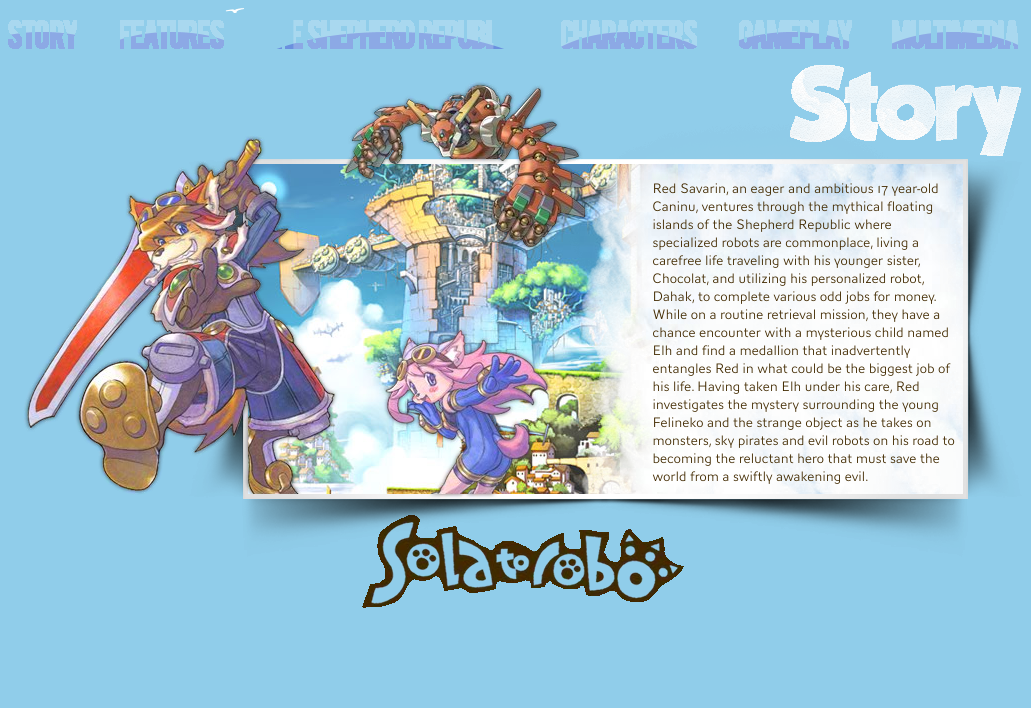 STORY FEATURES E SHEPHERD REPUBL CHARACTERS GAMEPLAY MULTIMEDIA
Story
Red Savarin, an eager and ambitious 17 year-old
Caninu, ventures through the mythical floating
islands of the Shepherd Republic where
specialized robots are commonplace, living a
carefree life traveling with his younger sister,
Chocolat, and utilizing his personalized robot,
Dahak, to complete various odd jobs for money.
While on a routine retrieval mission, they have a
chance encounter with a mysterious child named
Elh and find a medallion that inadvertently
entangles Red in what could be the biggest job of
his life. Having taken Elh under his care, Red
investigates the mystery surrounding the young
Felineko and the strange object as he takes on
monsters, sky pirates and evil robots on his road to
becoming the reluctant hero that must save the
world from a swiftly awakening evil.
Solatorobo